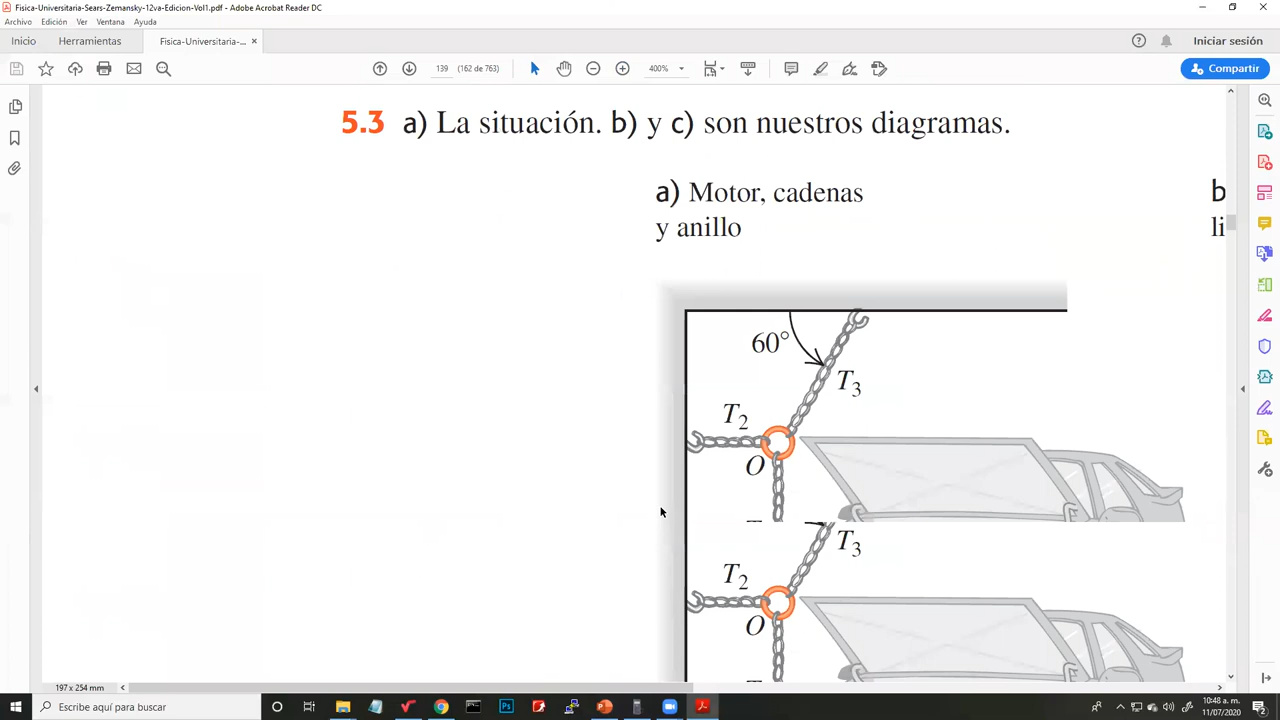 Fisica-Universitaria-Sears-Zemansky-12va-Edicion-Vol1.pdf - Adobe Acrobat Reader DC
Archivo Edición Ver Ventana Ayuda
Inicio Herramientas Fisica-Universitaria-... × Iniciar sesión
139 (162 de 763) 400% Compartir
5.3 a) La situación. b) y c) son nuestros diagramas.
a) Motor, cadenas b
y anillo li
60°
T3
T2
O
T3
T2
O
197 x 254 mm
Escribe aquí para buscar
10:48 a. m.
11/07/2020
2